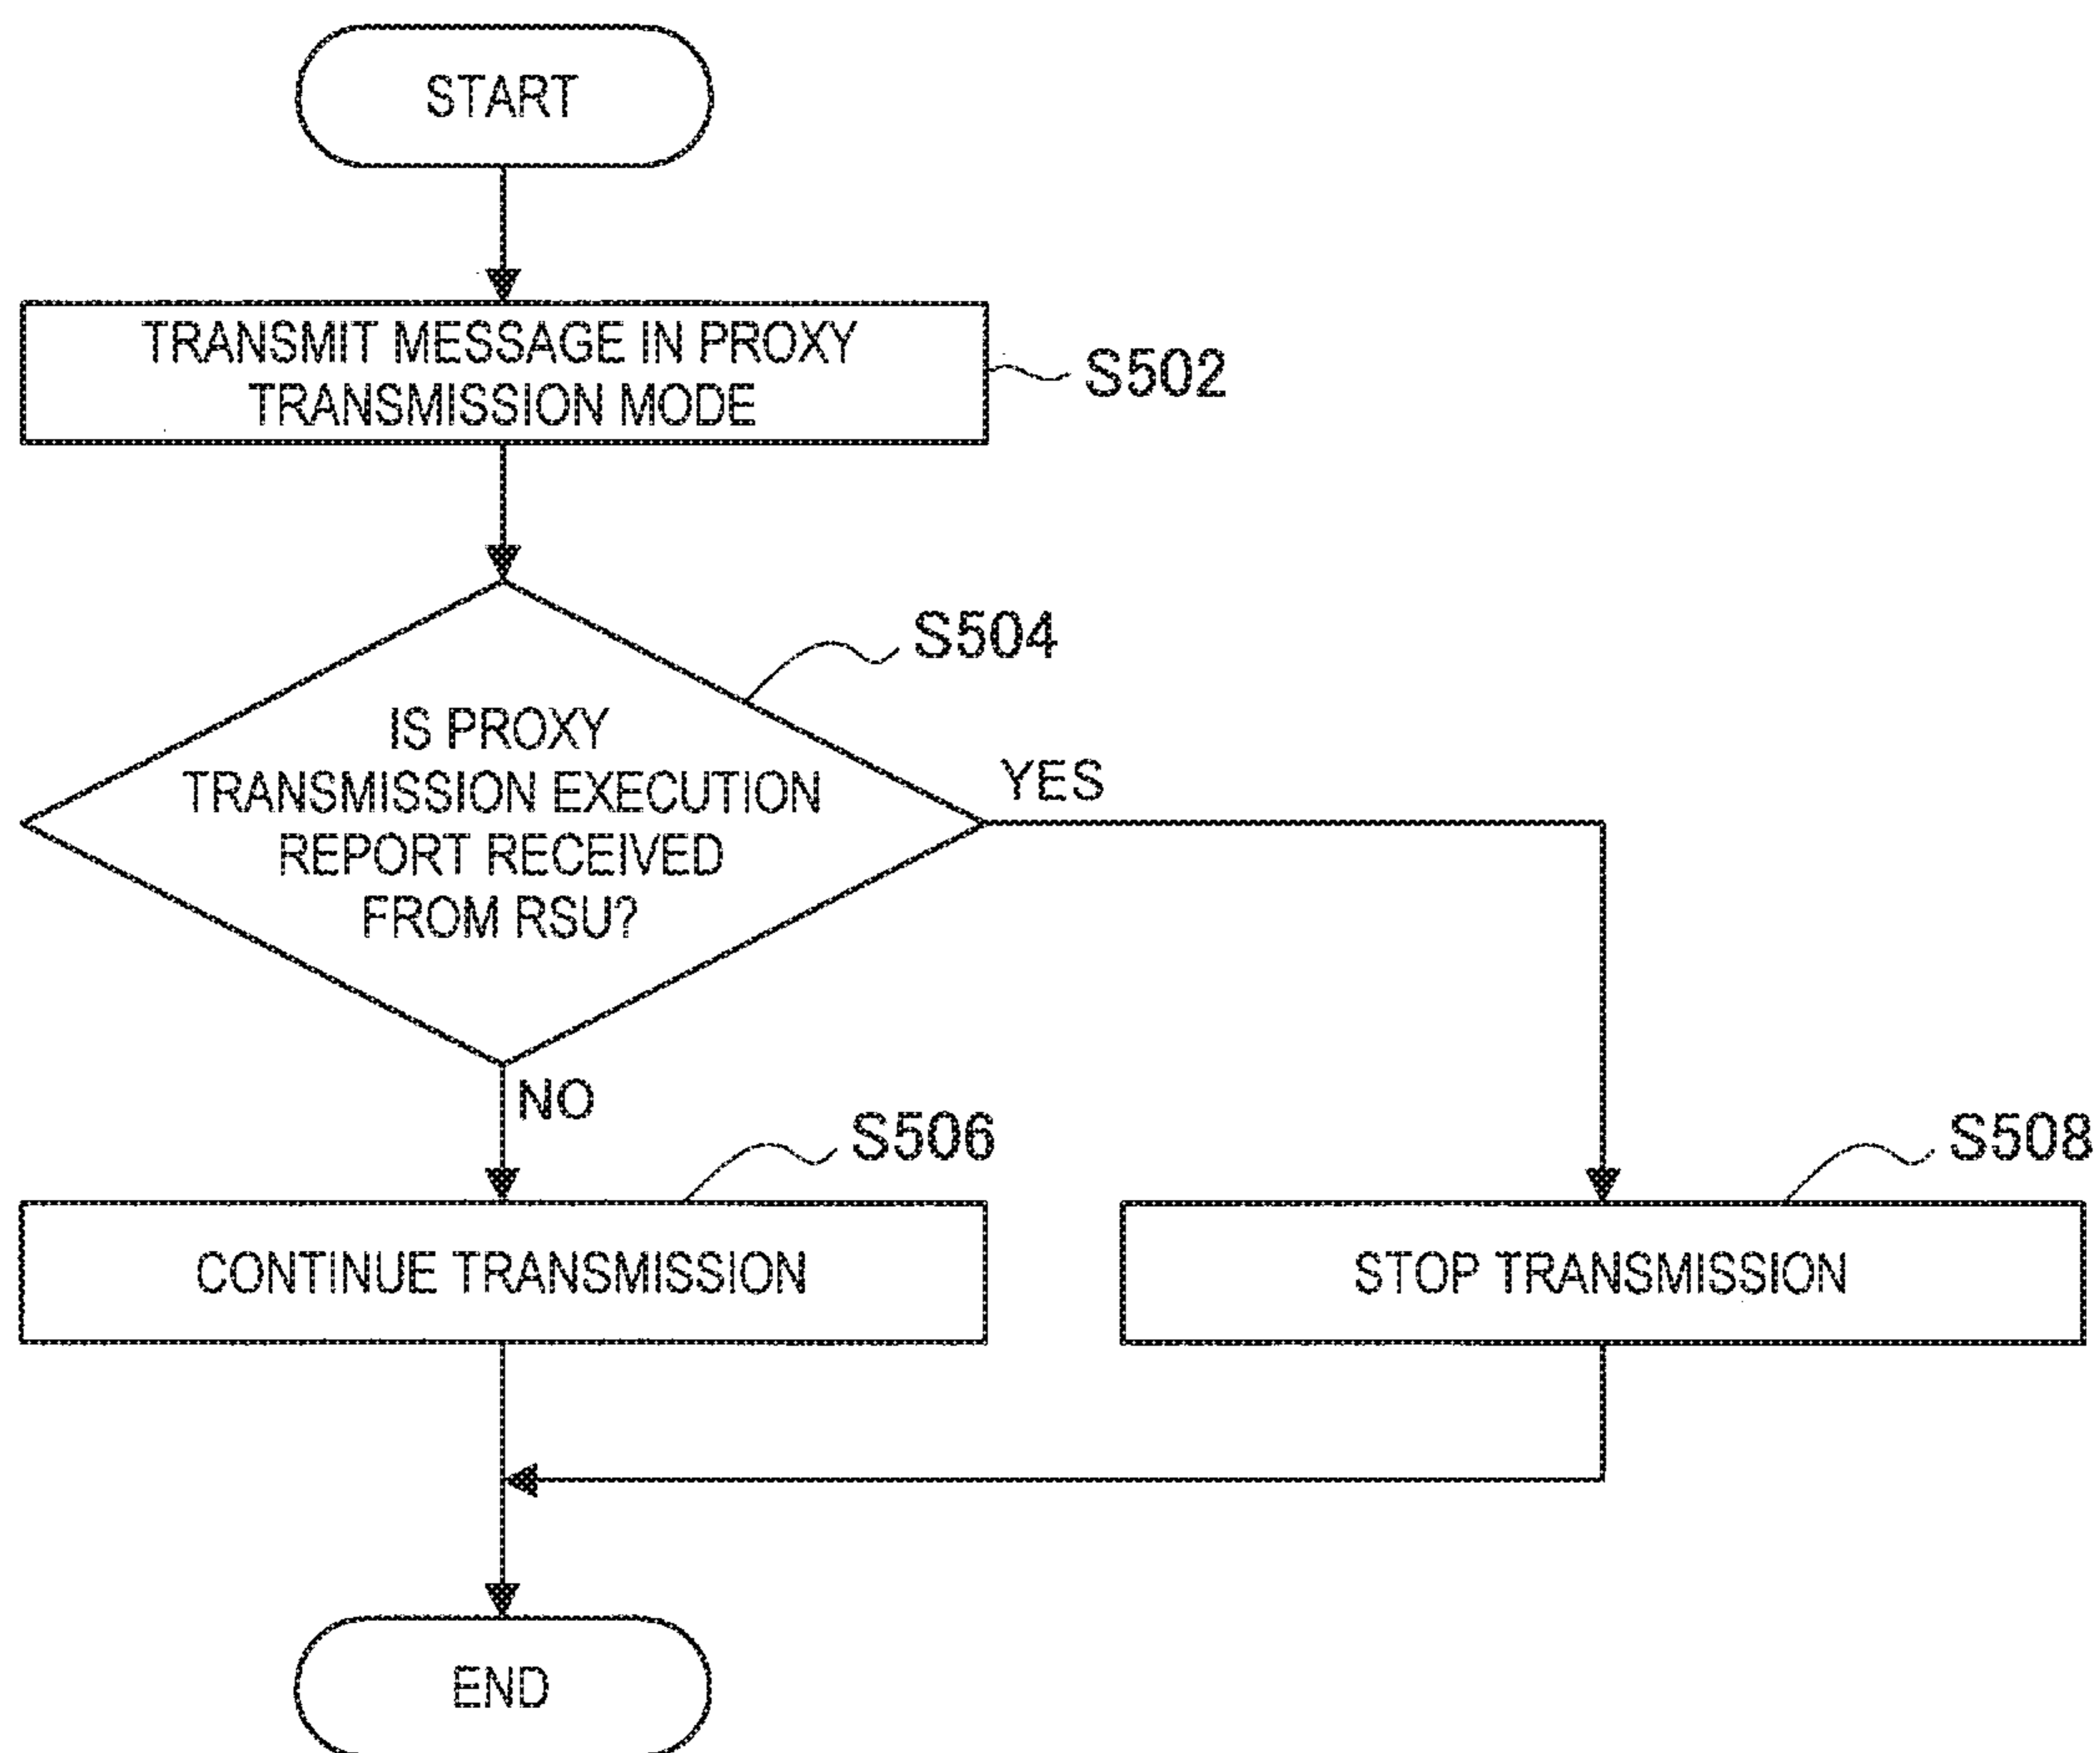 START
TRANSMIT MESSAGE IN PROXY
TRANSMISSION MODE
S502
S504
IS PROXY
TRANSMISSION EXECUTION
REPORT RECEIVED
FROM RSU?
YES
NO
S506
S508
CONTINUE TRANSMISSION
STOP TRANSMISSION
END